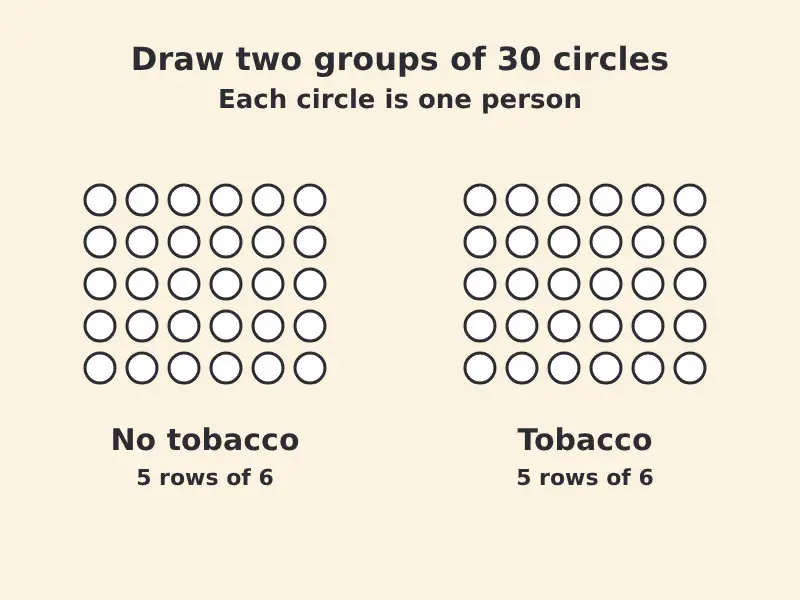 Draw two groups of 30 circles
Each circle is one person
No tobacco
5 rows of 6
Tobacco
5 rows of 6